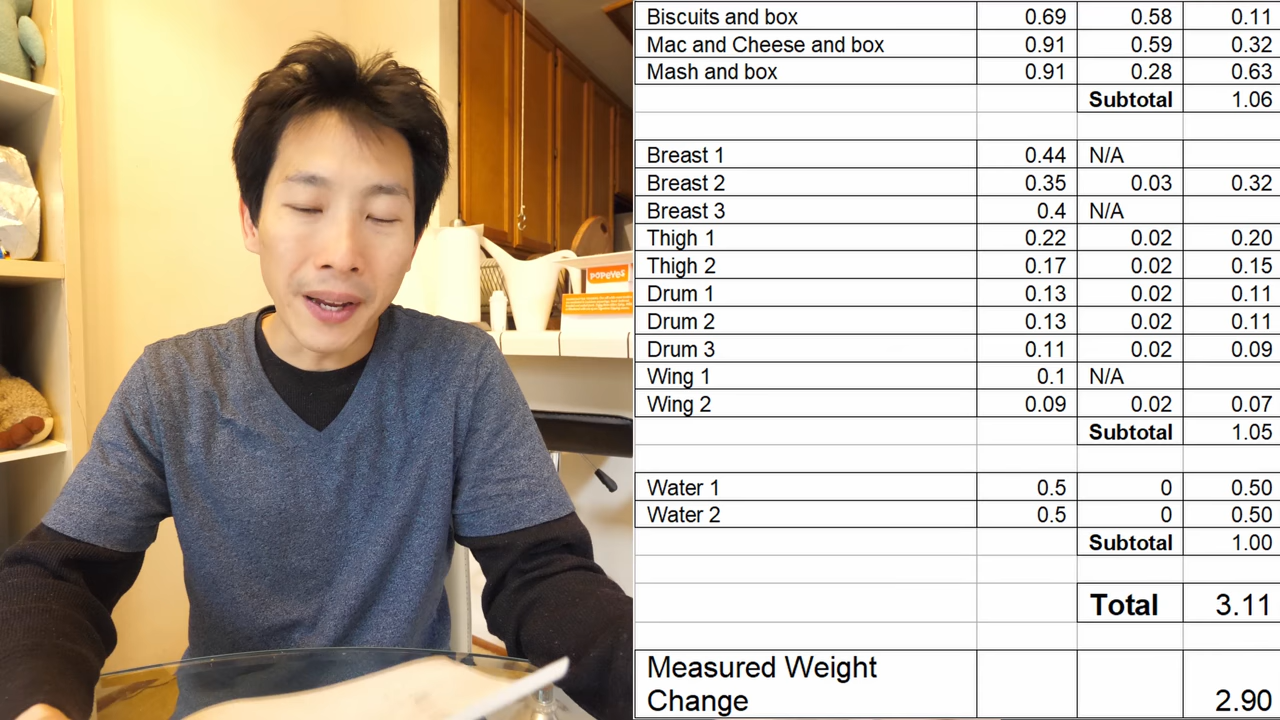 Biscuits and box 0.69 0.58 0.11
Mac and Cheese and box 0.91 0.59 0.32
Mash and box 0.91 0.28 0.63
Subtotal 1.06
Breast 1 0.44 N/A
Breast 2 0.35 0.03 0.32
Breast 3 0.4 N/A
Thigh 1 0.22 0.02 0.20
Thigh 2 0.17 0.02 0.15
Drum 1 0.13 0.02 0.11
Drum 2 0.13 0.02 0.11
Drum 3 0.11 0.02 0.09
Wing 1 0.1 N/A
Wing 2 0.09 0.02 0.07
Subtotal 1.05
Water 1 0.5 0 0.50
Water 2 0.5 0 0.50
Subtotal 1.00
Total 3.11
Measured Weight
Change 2.90
POPEYES